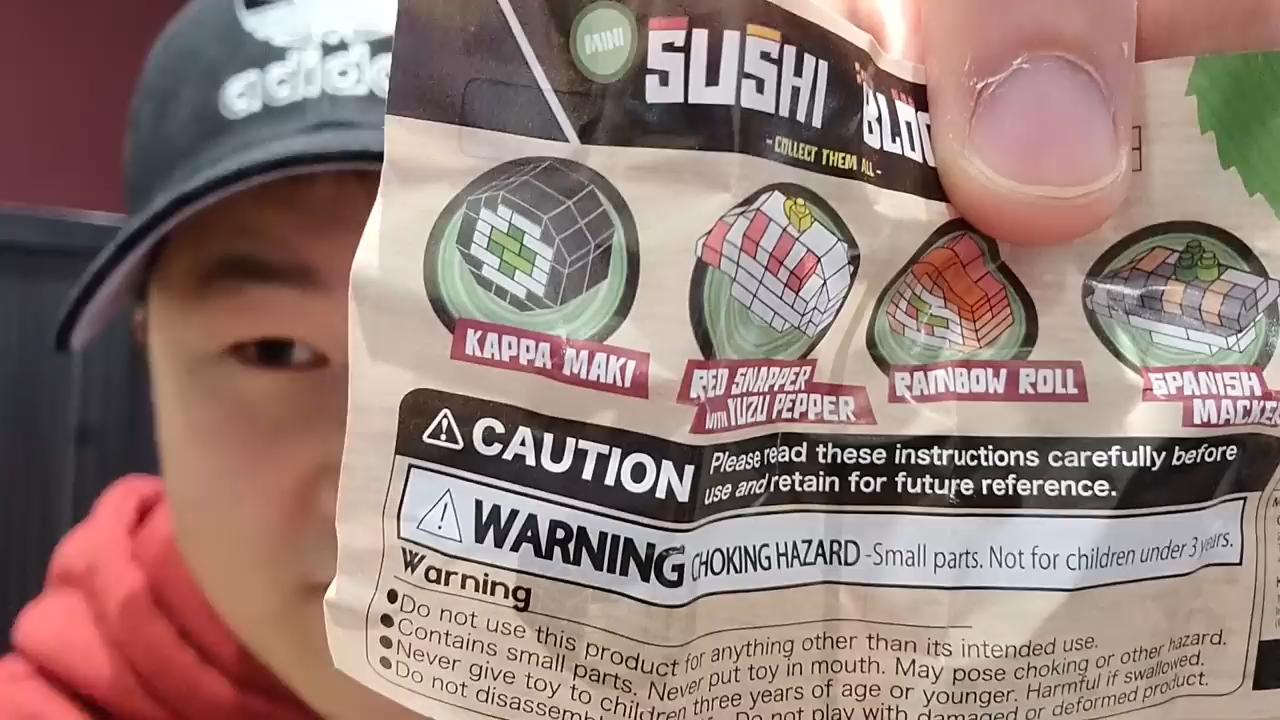 adidas
MINI
SUSHI
- COLLECT THEM ALL -
KAPPA MAKI
RED SNAPPER
WITH YUZU PEPPER
RAINBOW ROLL
SPANISH
CAUTION
Please read these instructions carefully before
use and retain for future reference.
WARNING CHOKING HAZARD -Small parts. Not for children under 3 years.
Warning
●Do not use this product for anything other than its intended use.
●Contains small parts. Never put toy in mouth. May pose choking or other hazard.
●Never give toy to children three years of age or younger. Harmful if swallowed.
●Do not Do not play with damaged or deformed product.